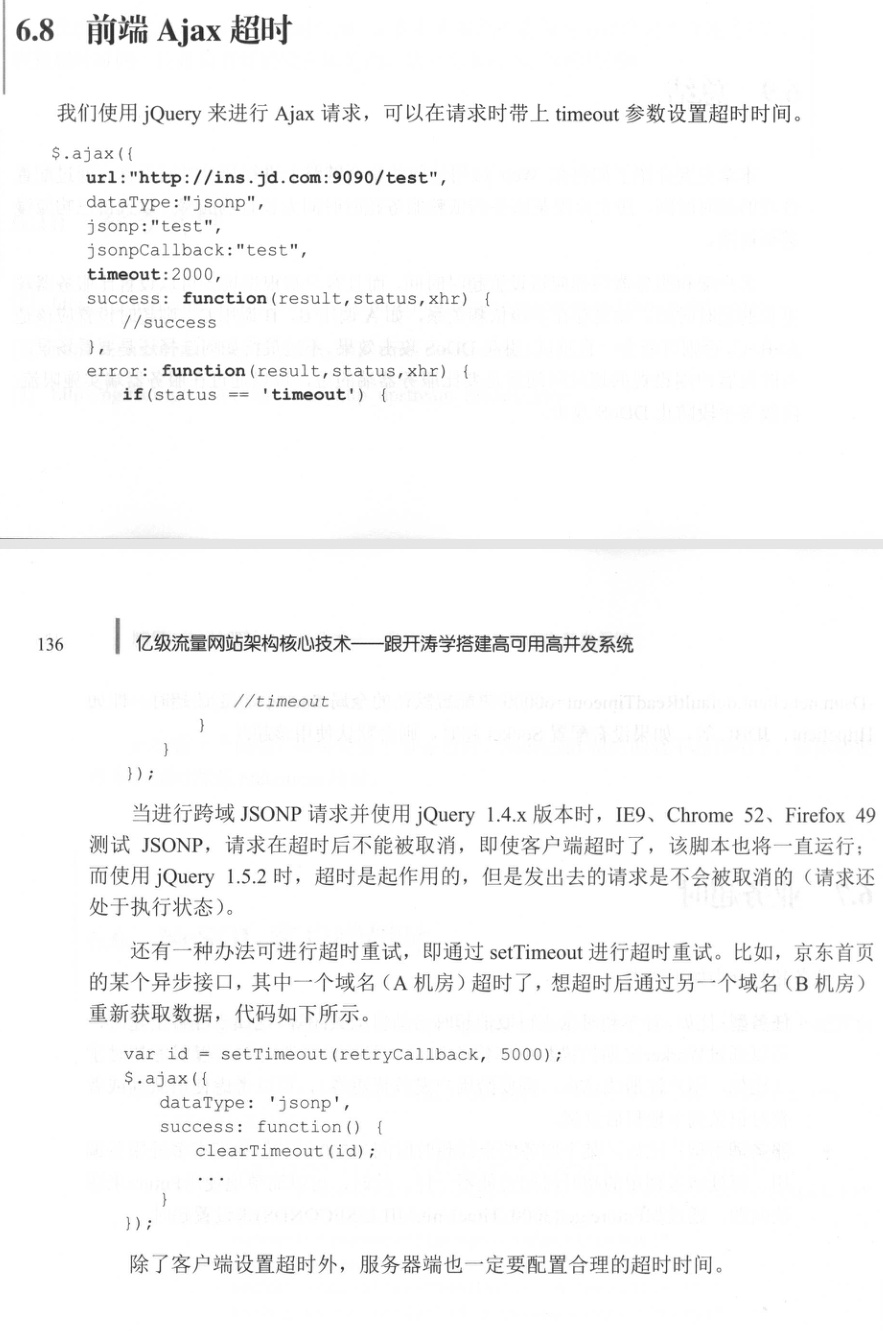 6.8 前端 Ajax 超时
我们使用 jQuery 来进行 Ajax 请求，可以在请求时带上 timeout 参数设置超时时间。
$.ajax({
url:"http://ins.jd.com:9090/test",
dataType:"jsonp",
jsonp:"test",
jsonpCallback:"test",
timeout:2000,
success: function(result,status,xhr) {
//success
},
error: function(result,status,xhr) {
if(status == 'timeout') {
136 亿级流量网站架构核心技术——跟开涛学搭建高可用高并发系统
//timeout
}
}
});
当进行跨域 JSONP 请求并使用 jQuery 1.4.x 版本时，IE9、Chrome 52、Firefox 49
测试 JSONP，请求在超时后不能被取消，即使客户端超时了，该脚本也将一直运行；
而使用 jQuery 1.5.2 时，超时是起作用的，但是发出去的请求是不会被取消的（请求还
处于执行状态）。
还有一种办法可进行超时重试，即通过 setTimeout 进行超时重试。比如，京东首页
的某个异步接口，其中一个域名（A 机房）超时了，想超时后通过另一个域名（B 机房）
重新获取数据，代码如下所示。
var id = setTimeout(retryCallback, 5000);
$.ajax({
dataType: 'jsonp',
success: function() {
clearTimeout(id);
...
}
});
除了客户端设置超时外，服务器端也一定要配置合理的超时时间。